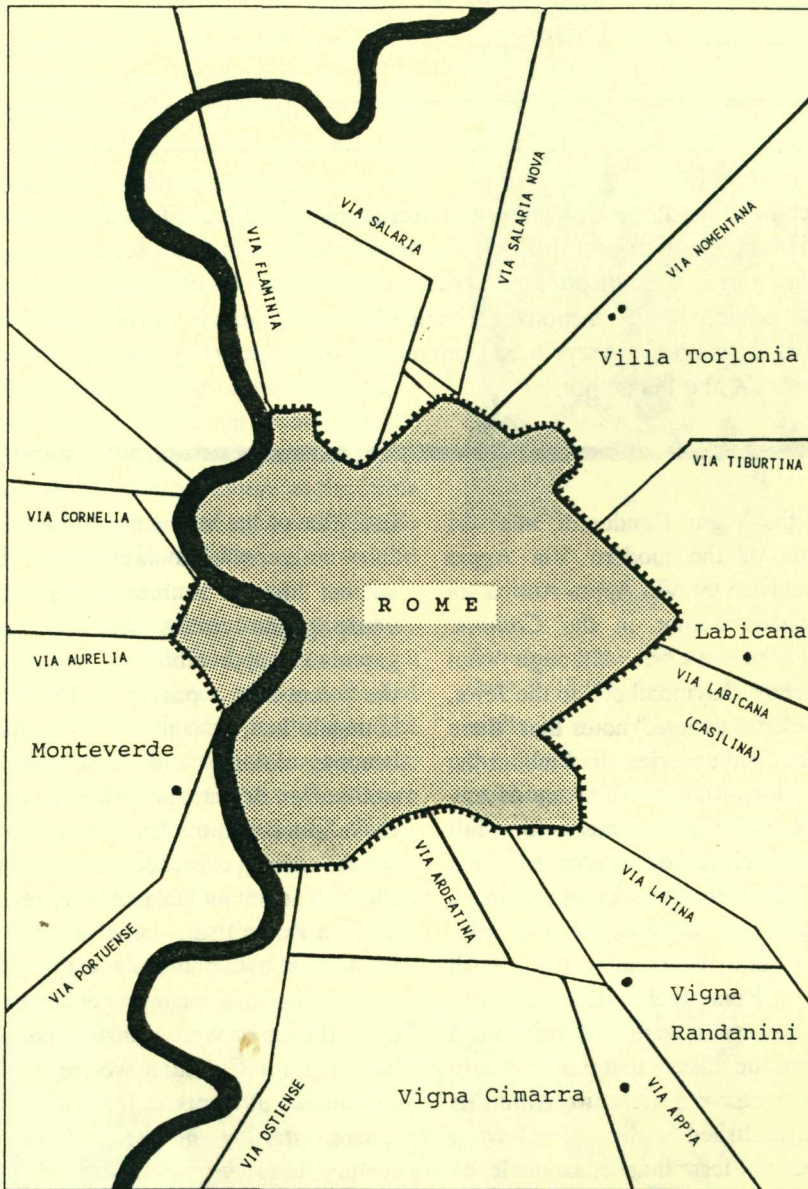 VIA FLAMINIA
VIA SALARIA
VIA SALARIA NOVA
VIA NOMENTANA
Villa Torlonia
VIA TIBURTINA
VIA CORNELIA
ROME
Labicana
VIA AURELIA
VIA LABICANA
(CASILINA)
Monteverde
VIA ARDEATINA
VIA LATINA
VIA PORTUENSE
Vigna
Randanini
Vigna Cimarra
VIA APPIA
VIA OSTIENSE